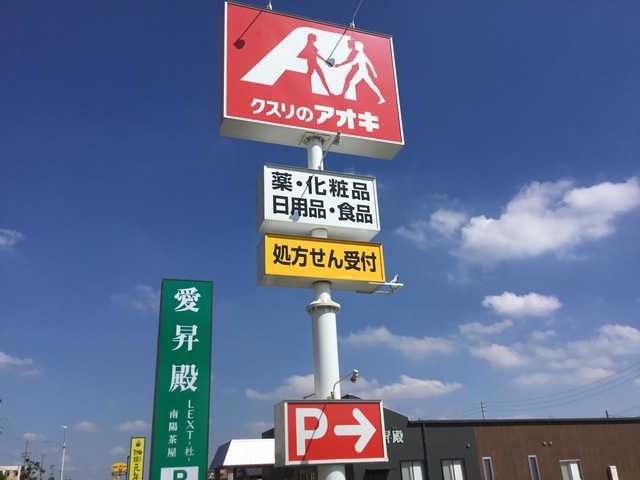 クスリのアオキ
薬・化粧品
日用品・食品
処方せん受付
P
愛昇殿
LEXT・杜・
南陽茶屋
P
昇殿